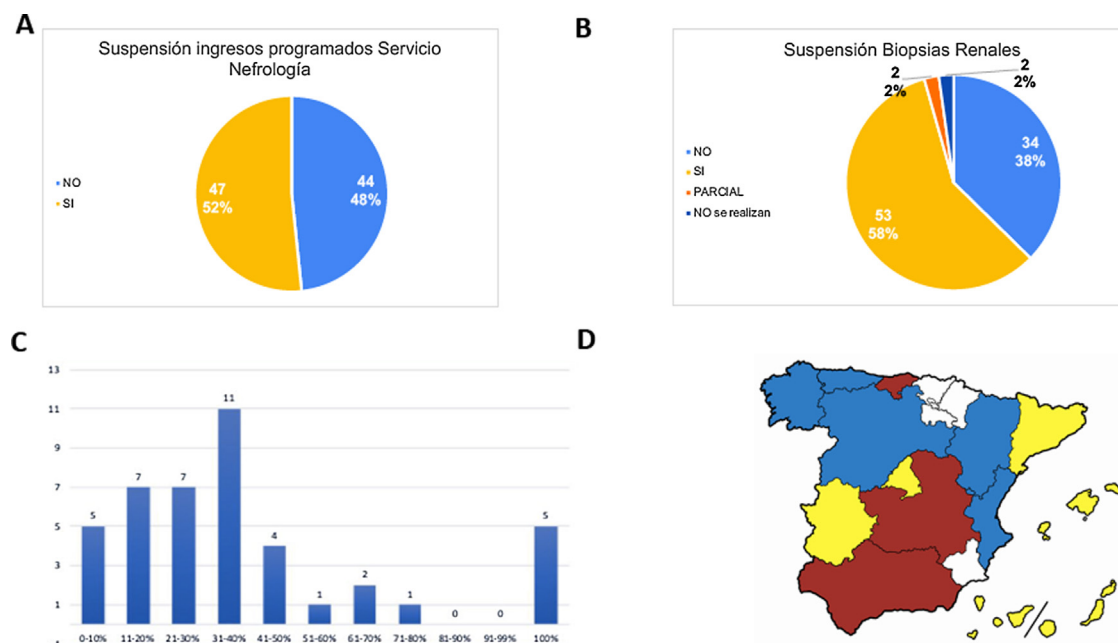 A
Suspensión ingresos programados Servicio
Nefrología
NO
SI
47
52%
44
48%
B
Suspensión Biopsias Renales
2
2%
2
2%
NO
SI
PARCIAL
NO se realizan
34
38%
53
58%
C
13
11
9
7
5
3
1
-
5
7
7
11
4
1
2
1
0
0
5
0-10% 11-20% 21-30% 31-40% 41-50% 51-60% 61-70% 71-80% 81-90% 91-99% 100%
D